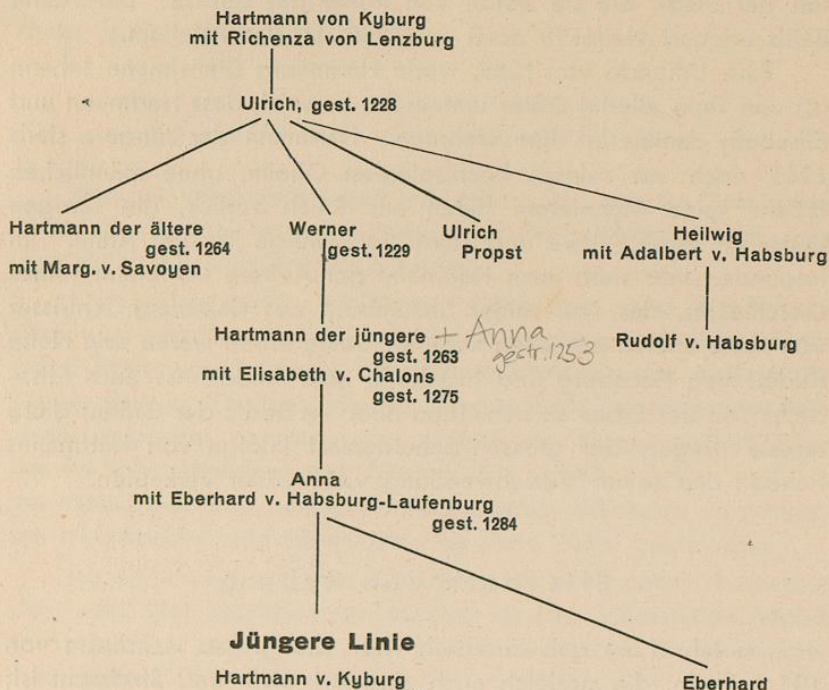 Hartmann von Kyburg
mit Richenza von Lenzburg
Ulrich, gest. 1228
Hartmann der ältere
gest. 1264
mit Marg. v. Savoyen
Werner
gest. 1229
Ulrich
Propst
Heilwig
mit Adalbert v. Habsburg
Hartmann der jüngere + Anna
gest. 1263 gestr. 1253
mit Elisabeth v. Chalons
gest. 1275
Rudolf v. Habsburg
Anna
mit Eberhard v. Habsburg-Laufenburg
gest. 1284
Jüngere Linie
Hartmann v. Kyburg
Eberhard